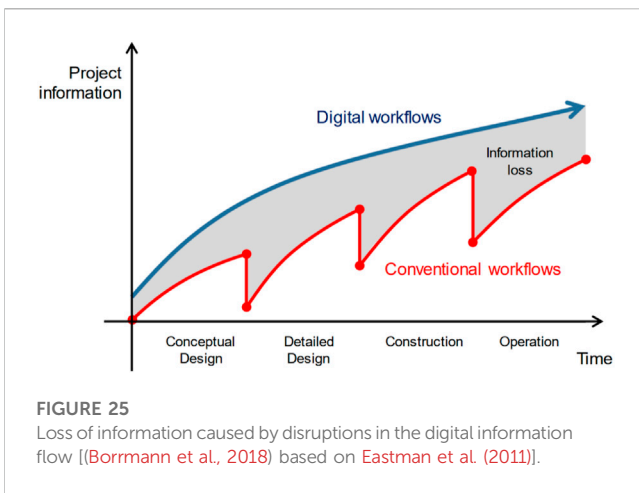 Project
information
Digital workflows
Information
loss
Conventional workflows
Conceptual
Design
Detailed
Design
Construction
Operation
Time
FIGURE 25
Loss of information caused by disruptions in the digital information
flow [(Borrmann et al., 2018) based on Eastman et al. (2011)].